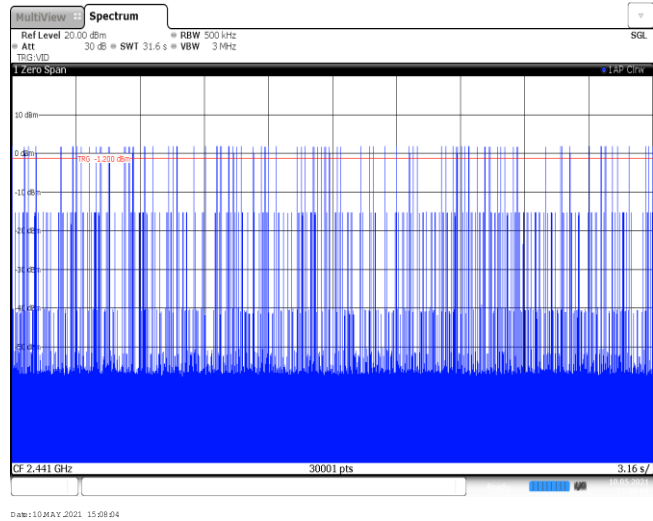 MultiView Spectrum
Ref Level 20.00 dBm RBW 500 kHz SGL
Att 30 dB SWT 31.6 s VBW 3 MHz
TRG:VID
1 Zero Span 1AP Clrw
10 dBm
0 dBm
TRG -1.200 dBm
-10 dBm
-20 dBm
-30 dBm
-40 dBm
-50 dBm
CF 2.441 GHz 30001 pts 3.16 s/
10.05.2021
Date:10.MAY.2021 15:08:04